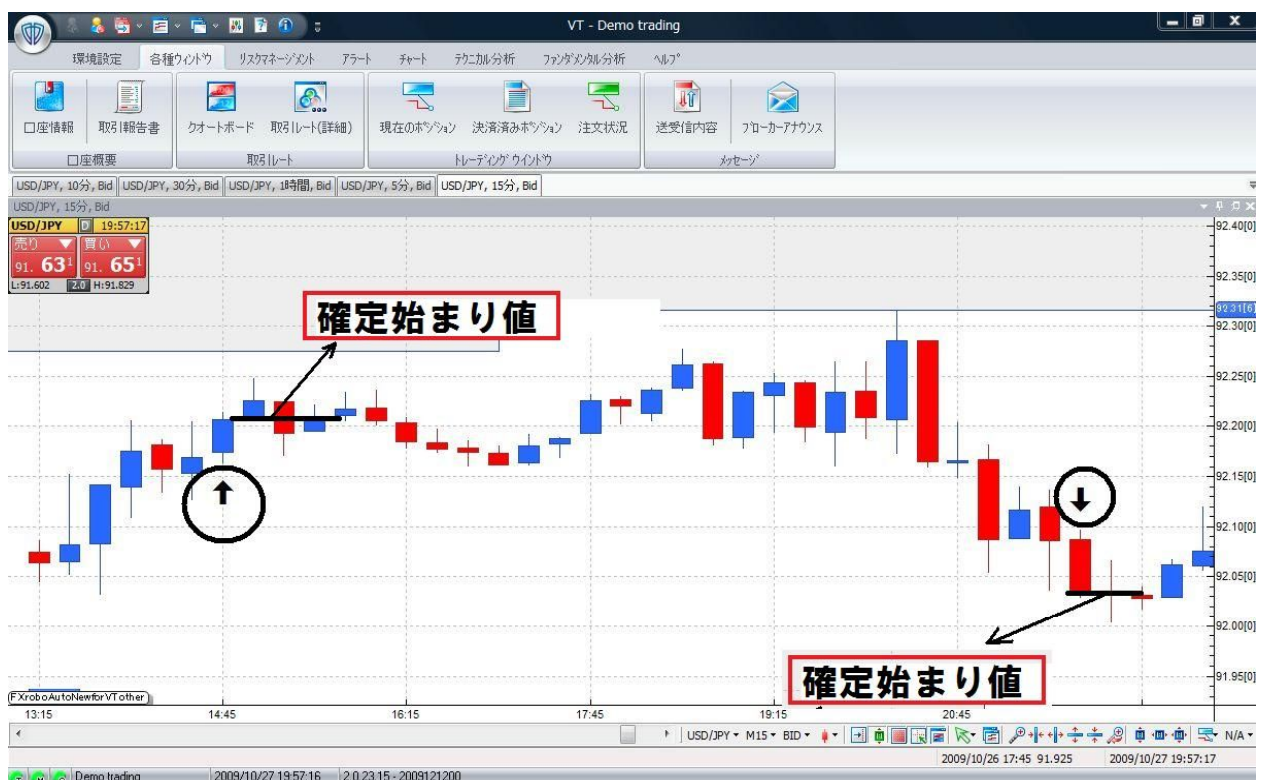 VT - Demo trading
環境設定 各種ウィンドウ リスクマネージメント アラート チャート テクニカル分析 ファンダメンタル分析 ヘルプ
口座情報 取引報告書 クオートボード 取引レート(詳細) 現在のポジション 決済済みポジション 注文状況 送受信内容 ブローカーアナウンス
口座概要 取引レート トレーディング ウインドウ メッセージ
USD/JPY, 10分, Bid USD/JPY, 30分, Bid USD/JPY, 1時間, Bid USD/JPY, 5分, Bid USD/JPY, 15分, Bid
USD/JPY, 15分, Bid
USD/JPY D 19:57:17
売り 買い
91. 63¹ 91. 65¹
L:91.602 2.0 H:91.829
92.40[0]
92.35[0]
92.31[6]
92.30[0]
92.25[0]
92.20[0]
92.15[0]
92.10[0]
92.05[0]
92.00[0]
91.95[0]
確定始まり値
確定始まり値
(FXroboAutoNewforVTother)
13:15 14:45 16:15 17:45 19:15 20:45
USD/JPY M15 BID N/A
2009/10/26 17:45 91.925 2009/10/27 19:57:17
Demo trading 2009/10/27 19:57:16 2.0.23.15 - 2009121200